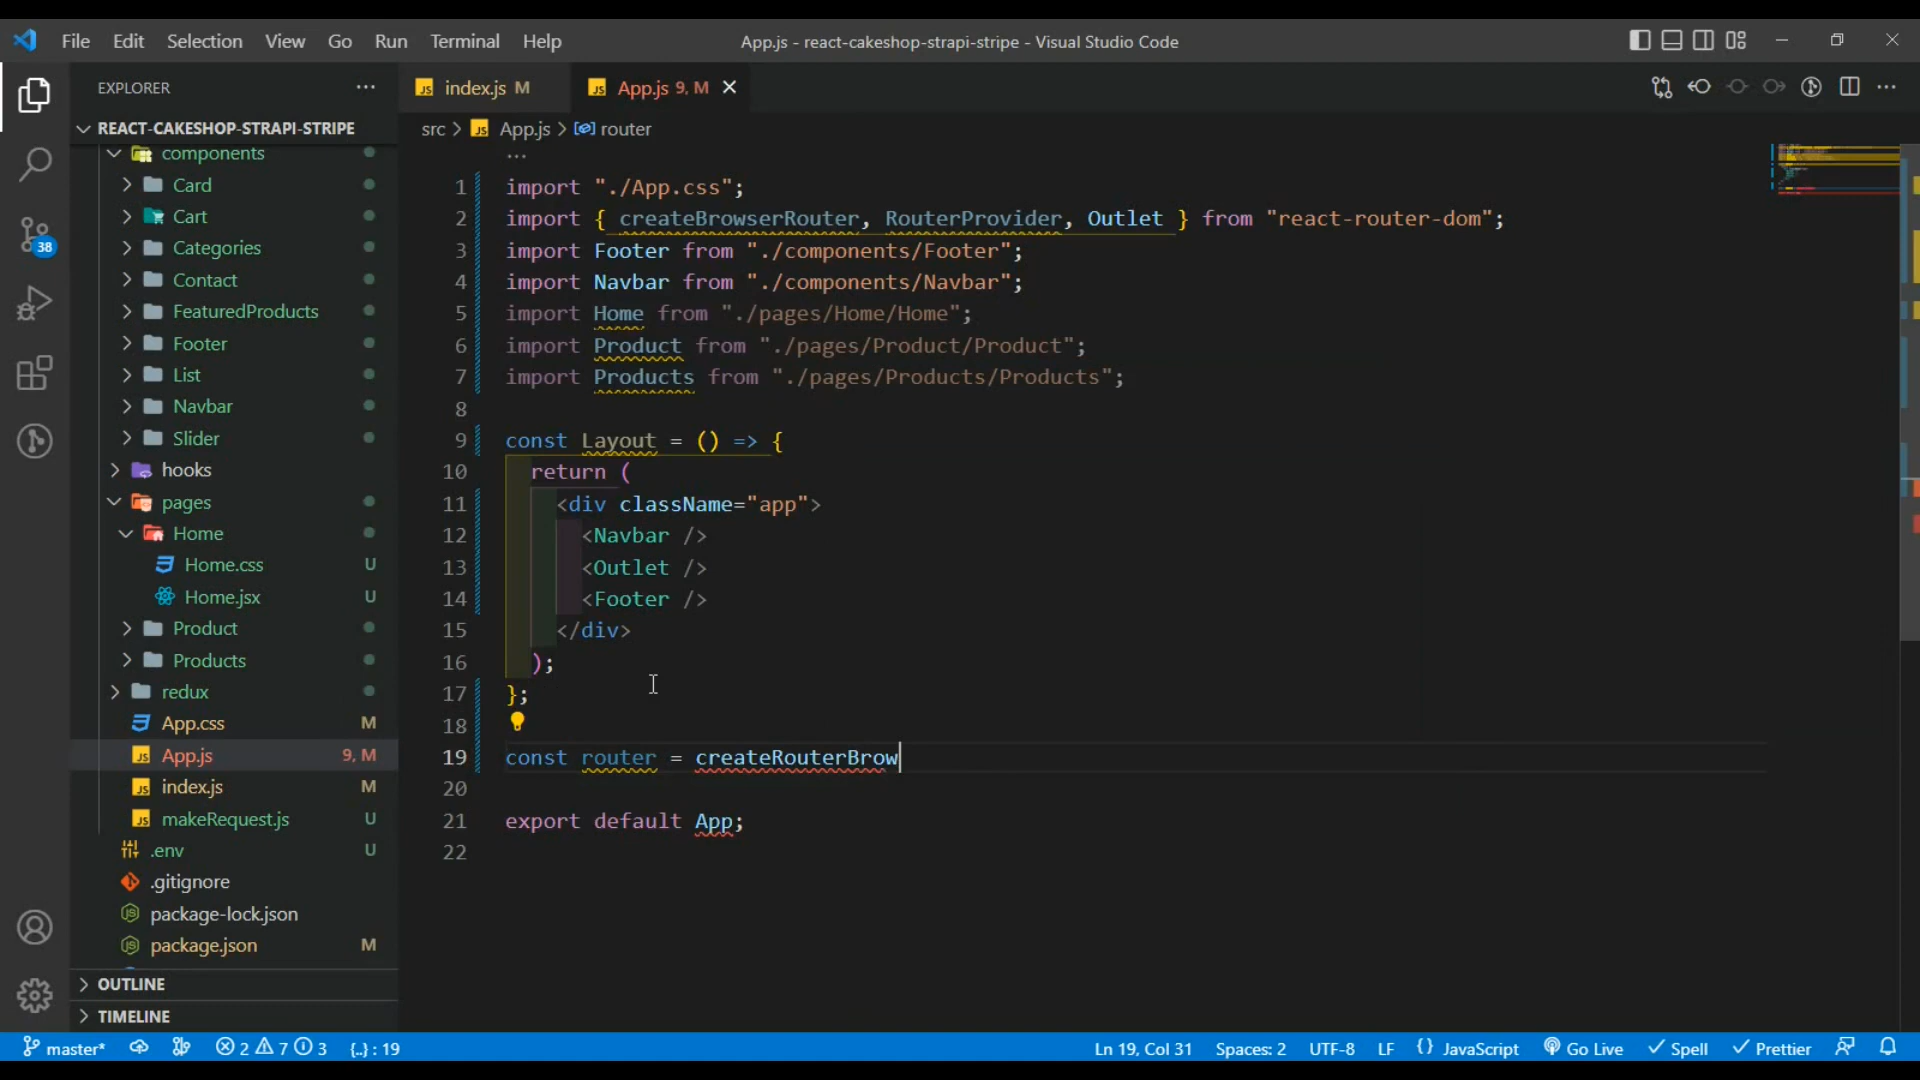 File Edit Selection View Go Run Terminal Help
App.js - react-cakeshop-strapi-stripe - Visual Studio Code
EXPLORER
REACT-CAKESHOP-STRAPI-STRIPE
components
Card
Cart
Categories
Contact
FeaturedProducts
Footer
List
Navbar
Slider
hooks
pages
Home
Home.css U
Home.jsx U
Product
Products
redux
App.css M
App.js 9, M
index.js M
makeRequest.js U
.env U
.gitignore
package-lock.json
package.json M
OUTLINE
TIMELINE
38
JS index.js M
JS App.js 9, M
src > JS App.js > router
1 import "./App.css";
2 import { createBrowserRouter, RouterProvider, Outlet } from "react-router-dom";
3 import Footer from "./components/Footer";
4 import Navbar from "./components/Navbar";
5 import Home from "./pages/Home/Home";
6 import Product from "./pages/Product/Product";
7 import Products from "./pages/Products/Products";
8
9 const Layout = () => {
10 return (
11 <div className="app">
12 <Navbar />
13 <Outlet />
14 <Footer />
15 </div>
16 );
17 };
18
19 const router = createRouterBrow
20
21 export default App;
22
master* 2 7 3 {..} : 19
Ln 19, Col 31 Spaces: 2 UTF-8 LF {} JavaScript Go Live Spell Prettier